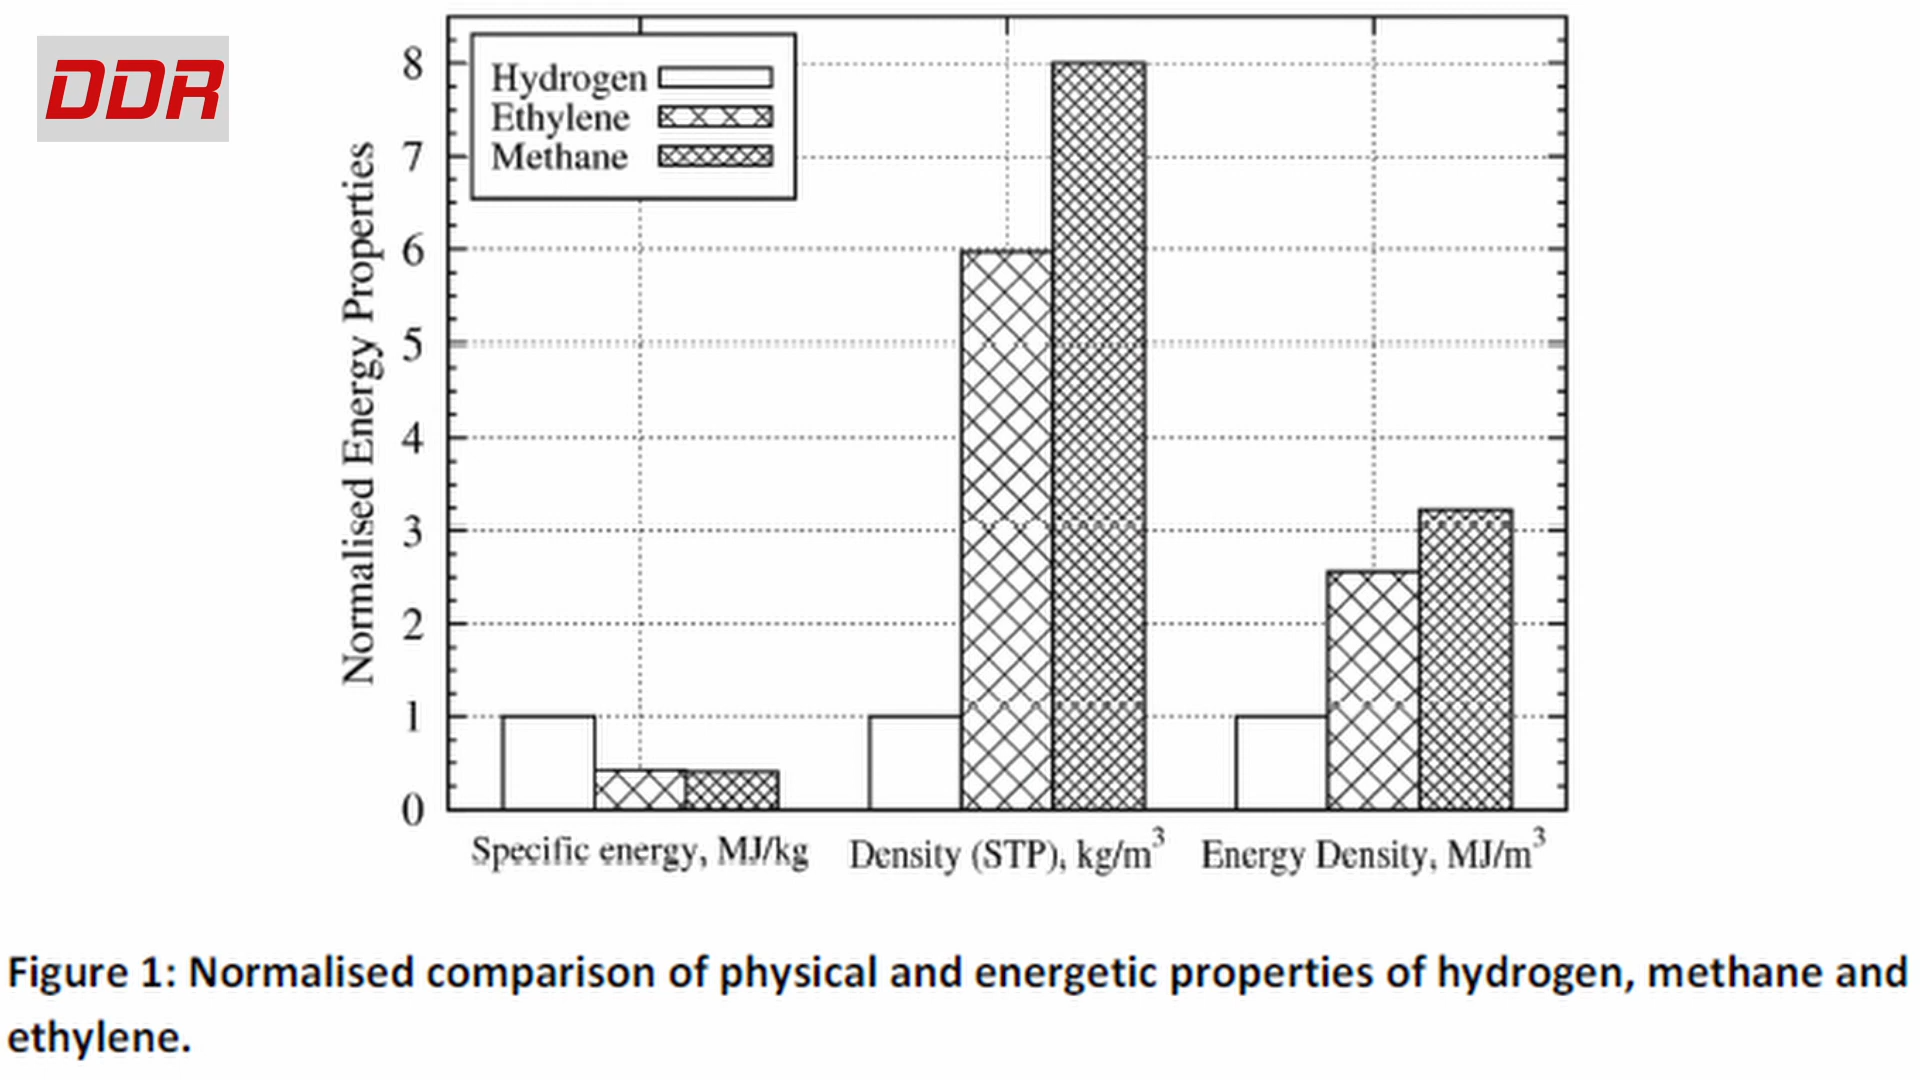 DDR
Hydrogen
Ethylene
Methane
Normalised Energy Properties
8
7
6
5
4
3
2
1
0
Specific energy, MJ/kg
Density (STP), kg/m³
Energy Density, MJ/m³
Figure 1: Normalised comparison of physical and energetic properties of hydrogen, methane and
ethylene.